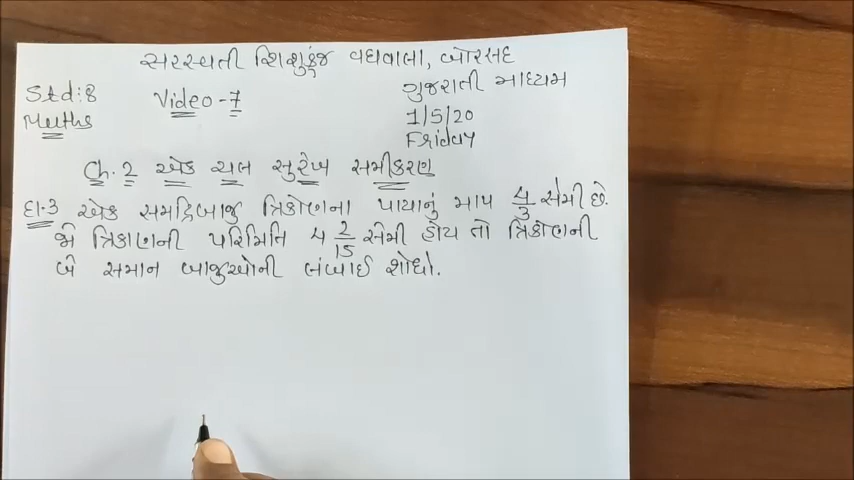 સરસ્વતી શિશુકુંજ વઘવાલા, બોરસદ
Std:8 Video-7 ગુજરાતી માધ્યમ
Maths 1/5/20
Friday
Ch.2 એક ચલ સુરેખ સમીકરણ
દા.3 એક સમદ્વિબાજુ ત્રિકોણના પાયાનું માપ 4/3 સેમી છે.
જો ત્રિકોણની પરિમિતિ 4 2/15 સેમી હોય તો ત્રિકોણની
બે સમાન બાજુઓની લંબાઈ શોધો.